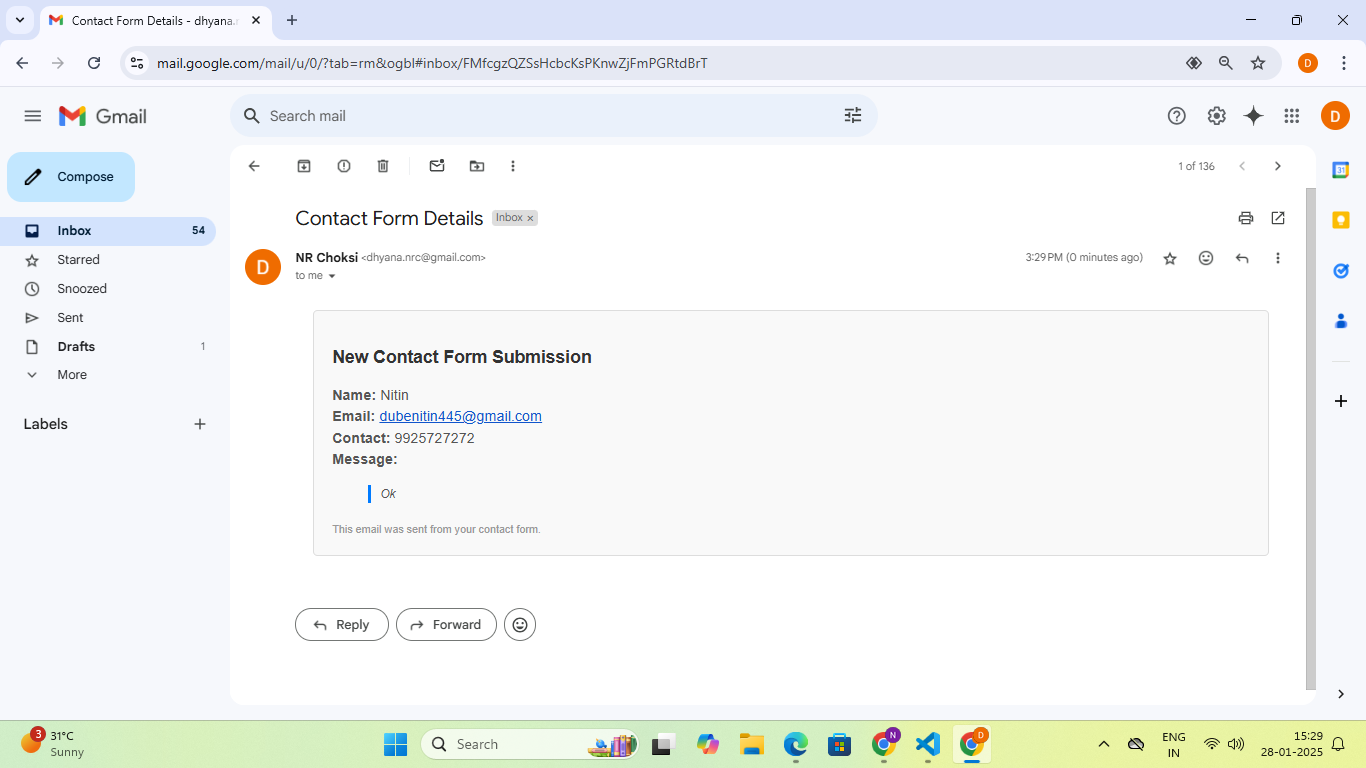 Contact Form Details - dhyana.n
mail.google.com/mail/u/0/?tab=rm&ogbl#inbox/FMfcgzQZSsHcbcKsPKnwZjFmPGRtdBrT
D
Gmail
Search mail
D
Compose
1 of 136
Inbox 54
Starred
Snoozed
Sent
Drafts 1
More
Labels
Contact Form Details Inbox ×
D
NR Choksi <dhyana.nrc@gmail.com>
3:29 PM (0 minutes ago)
to me
New Contact Form Submission
Name: Nitin
Email: dubenitin445@gmail.com
Contact: 9925727272
Message:
Ok
This email was sent from your contact form.
Reply
Forward
31
3
31°C
Sunny
Search
N
D
ENG
IN
15:29
28-01-2025